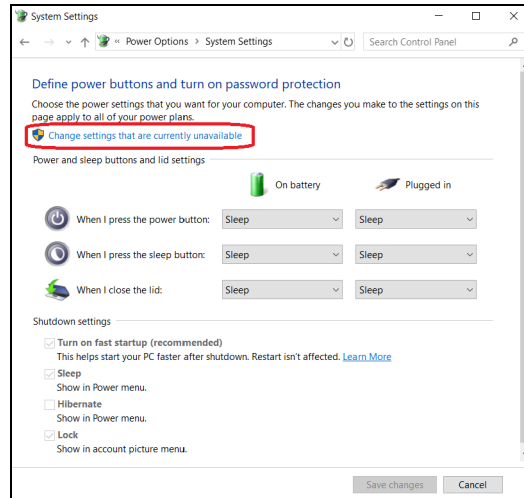 System Settings
« Power Options > System Settings
Search Control Panel
Define power buttons and turn on password protection
Choose the power settings that you want for your computer. The changes you make to the settings on this
page apply to all of your power plans.
Change settings that are currently unavailable
Power and sleep buttons and lid settings
On battery Plugged in
When I press the power button: Sleep Sleep
When I press the sleep button: Sleep Sleep
When I close the lid: Sleep Sleep
Shutdown settings
Turn on fast startup (recommended)
This helps start your PC faster after shutdown. Restart isn't affected. Learn More
Sleep
Show in Power menu.
Hibernate
Show in Power menu.
Lock
Show in account picture menu.
Save changes Cancel